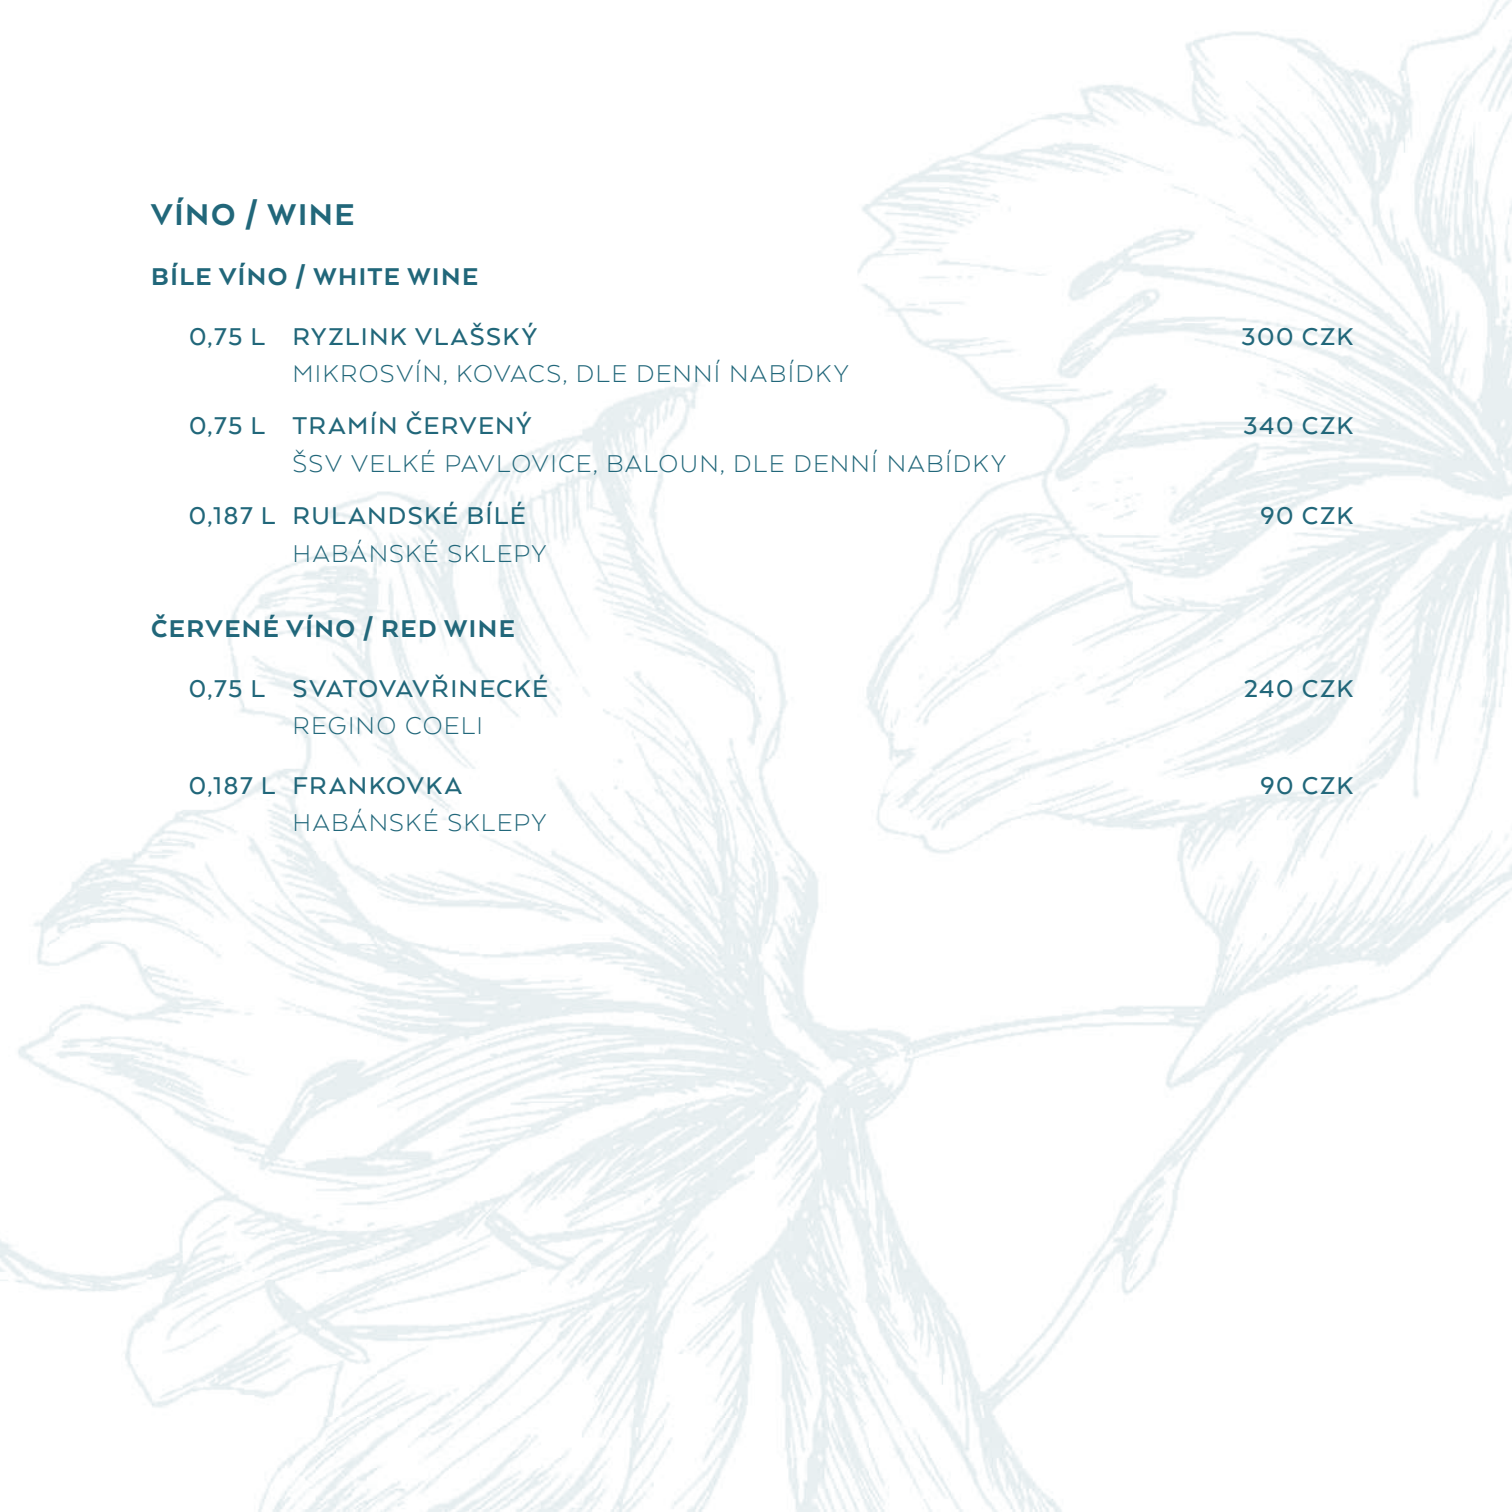 VÍNO / WINE
BÍLE VÍNO / WHITE WINE
0,75 L RYZLINK VLAŠSKÝ 300 CZK
MIKROSVÍN, KOVACS, DLE DENNÍ NABÍDKY
0,75 L TRAMÍN ČERVENÝ 340 CZK
ŠSV VELKÉ PAVLOVICE, BALOUN, DLE DENNÍ NABÍDKY
0,187 L RULANDSKÉ BÍLÉ 90 CZK
HABÁNSKÉ SKLEPY
ČERVENÉ VÍNO / RED WINE
0,75 L SVATOVAVŘINECKÉ 240 CZK
REGINO COELI
0,187 L FRANKOVKA 90 CZK
HABÁNSKÉ SKLEPY